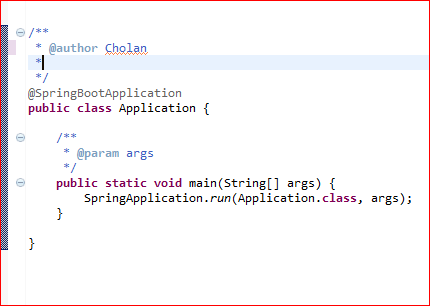 /**
 * @author Cholan
 *
 */
@SpringBootApplication
public class Application {
    /**
     * @param args
     */
    public static void main(String[] args) {
        SpringApplication.run(Application.class, args);
    }
}